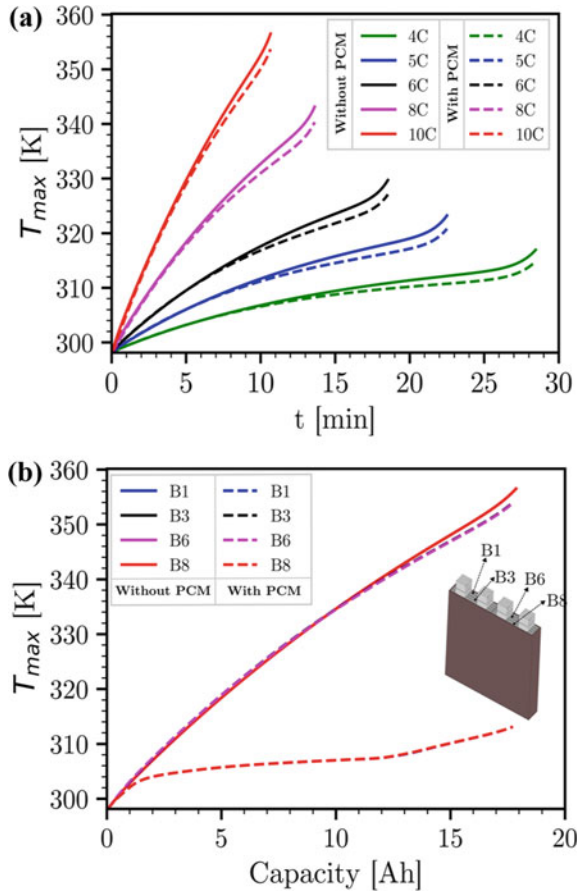 (a)
360
350
340
330
320
310
300
T_max [K]
Without PCM
4C
5C
6C
8C
10C
With PCM
4C
5C
6C
8C
10C
0 5 10 15 20 25 30
t [min]
(b)
360
350
340
330
320
310
300
T_max [K]
B1 B1
B3 B3
B6 B6
B8 B8
Without PCM With PCM
B1
B3 B6
B8
0 5 10 15 20
Capacity [Ah]